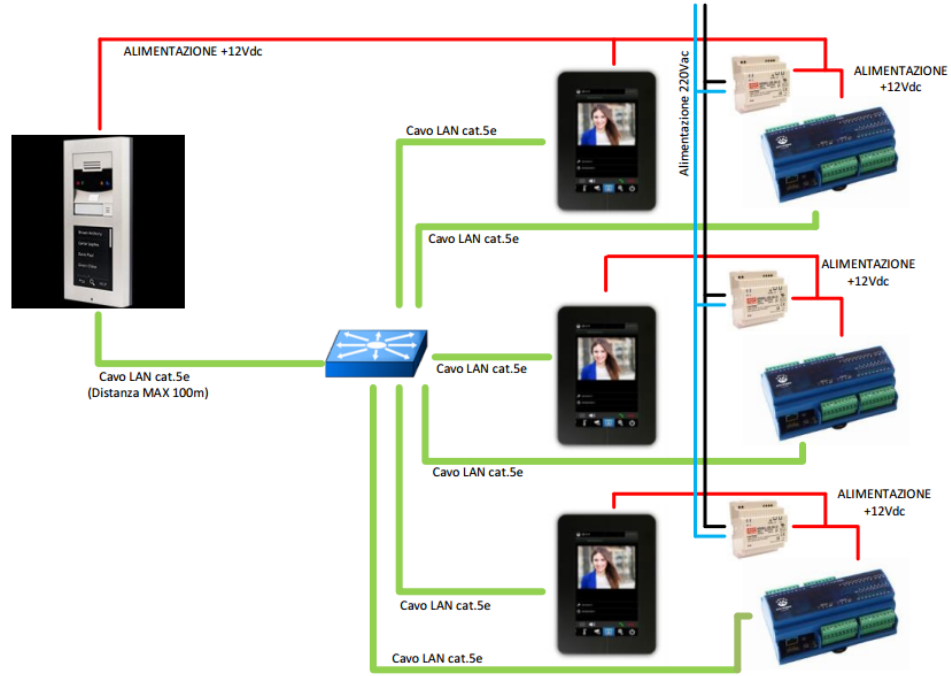 ALIMENTAZIONE +12Vdc
Alimentazione 220Vac
ALIMENTAZIONE
+12Vdc
Cavo LAN cat.5e
Cavo LAN cat.5e
ALIMENTAZIONE
+12Vdc
Cavo LAN cat.5e
(Distanza MAX 100m)
Cavo LAN cat.5e
Cavo LAN cat.5e
ALIMENTAZIONE
+12Vdc
Cavo LAN cat.5e
Cavo LAN cat.5e